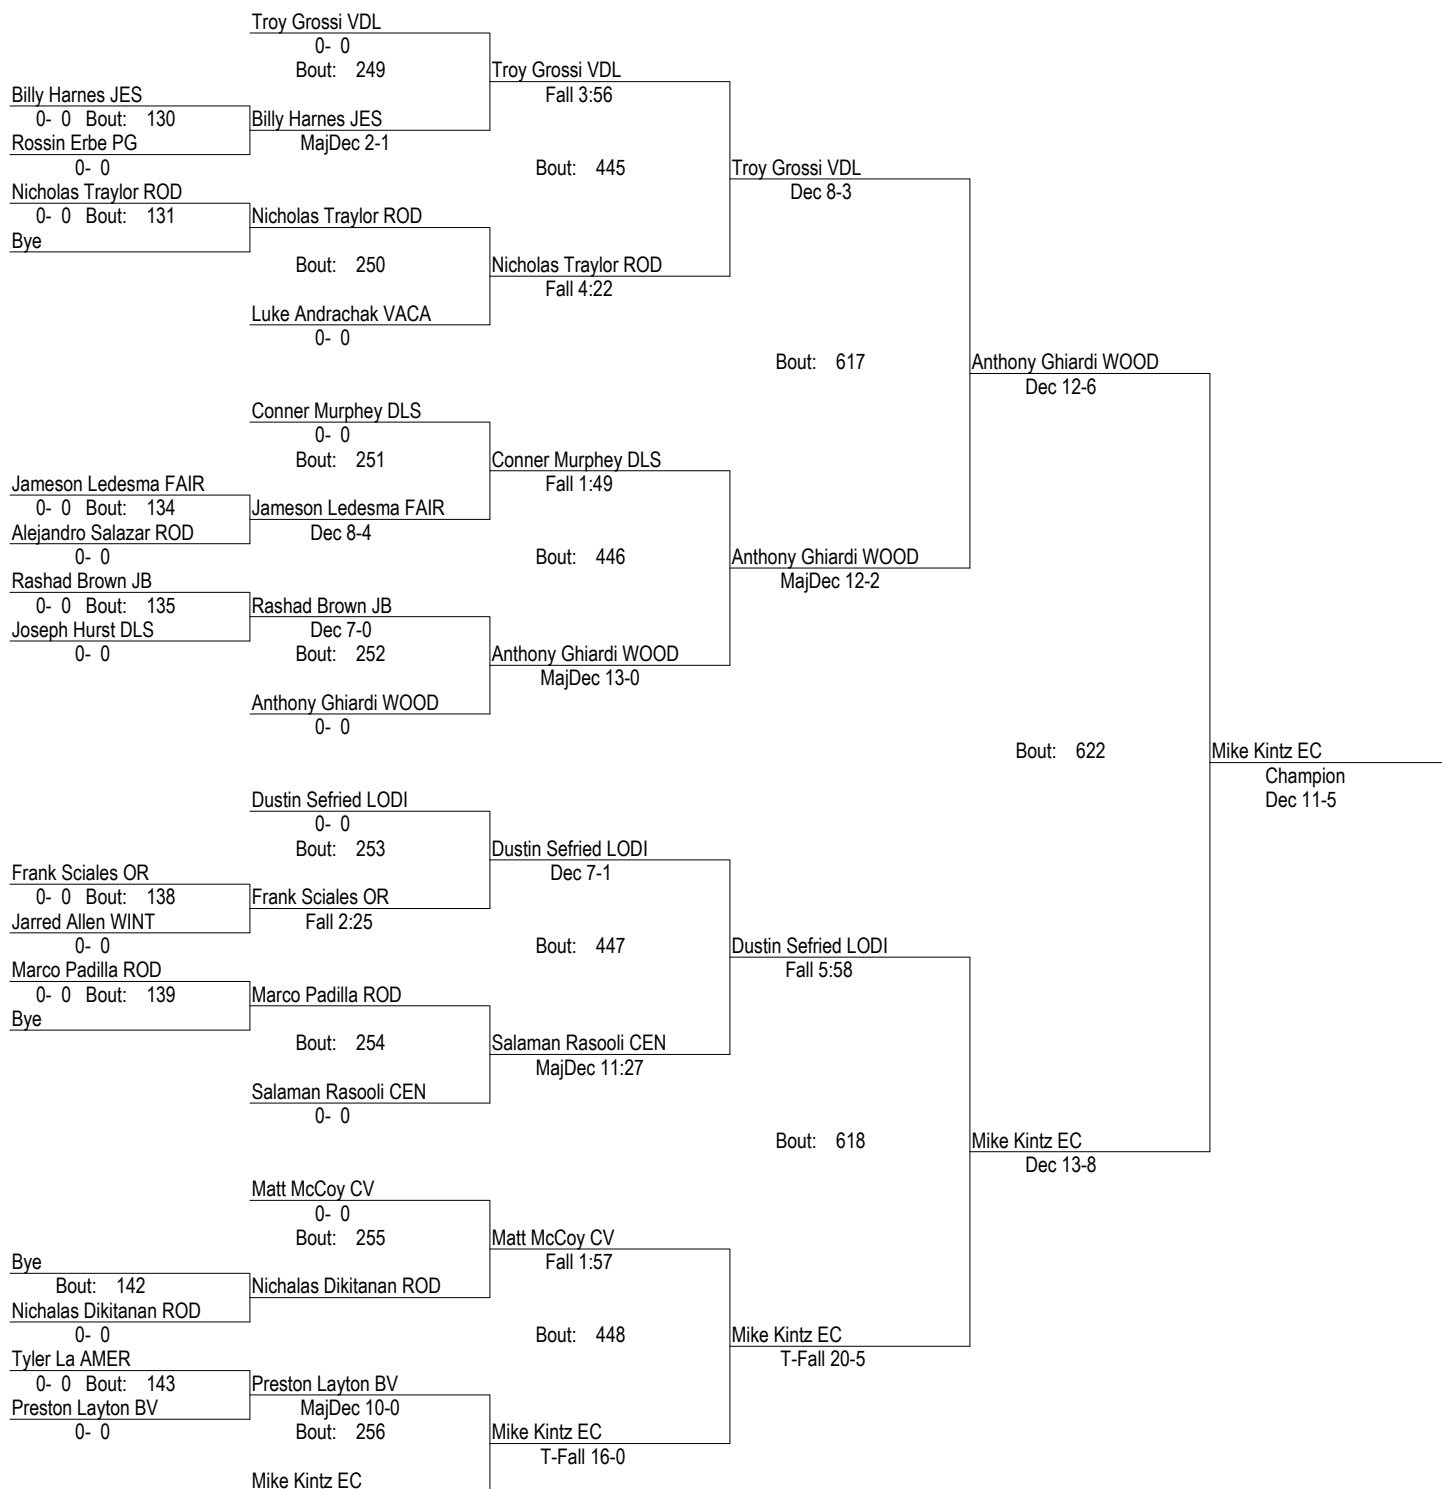 Troy Grossi VDL
0- 0
Bout: 249
Troy Grossi VDL
Fall 3:56
Billy Harnes JES
0- 0 Bout: 130
Billy Harnes JES
MajDec 2-1
Rossin Erbe PG
0- 0
Bout: 445
Troy Grossi VDL
Dec 8-3
Nicholas Traylor ROD
0- 0 Bout: 131
Nicholas Traylor ROD
Bye
Bout: 250
Nicholas Traylor ROD
Fall 4:22
Luke Andrachak VACA
0- 0
Bout: 617
Anthony Ghiardi WOOD
Dec 12-6
Conner Murphey DLS
0- 0
Bout: 251
Conner Murphey DLS
Fall 1:49
Jameson Ledesma FAIR
0- 0 Bout: 134
Jameson Ledesma FAIR
Dec 8-4
Alejandro Salazar ROD
0- 0
Bout: 446
Anthony Ghiardi WOOD
MajDec 12-2
Rashad Brown JB
0- 0 Bout: 135
Rashad Brown JB
Dec 7-0
Joseph Hurst DLS
0- 0
Bout: 252
Anthony Ghiardi WOOD
MajDec 13-0
Anthony Ghiardi WOOD
0- 0
Bout: 622
Mike Kintz EC
Champion
Dec 11-5
Dustin Sefried LODI
0- 0
Bout: 253
Dustin Sefried LODI
Dec 7-1
Frank Sciales OR
0- 0 Bout: 138
Frank Sciales OR
Fall 2:25
Jarred Allen WINT
0- 0
Bout: 447
Dustin Sefried LODI
Fall 5:58
Marco Padilla ROD
0- 0 Bout: 139
Marco Padilla ROD
Bye
Bout: 254
Salaman Rasooli CEN
MajDec 11:27
Salaman Rasooli CEN
0- 0
Bout: 618
Mike Kintz EC
Dec 13-8
Matt McCoy CV
0- 0
Bout: 255
Matt McCoy CV
Fall 1:57
Bye
Bout: 142
Nichalas Dikitanan ROD
Nichalas Dikitanan ROD
0- 0
Bout: 448
Mike Kintz EC
T-Fall 20-5
Tyler La AMER
0- 0 Bout: 143
Preston Layton BV
MajDec 10-0
Preston Layton BV
0- 0
Bout: 256
Mike Kintz EC
T-Fall 16-0
Mike Kintz EC